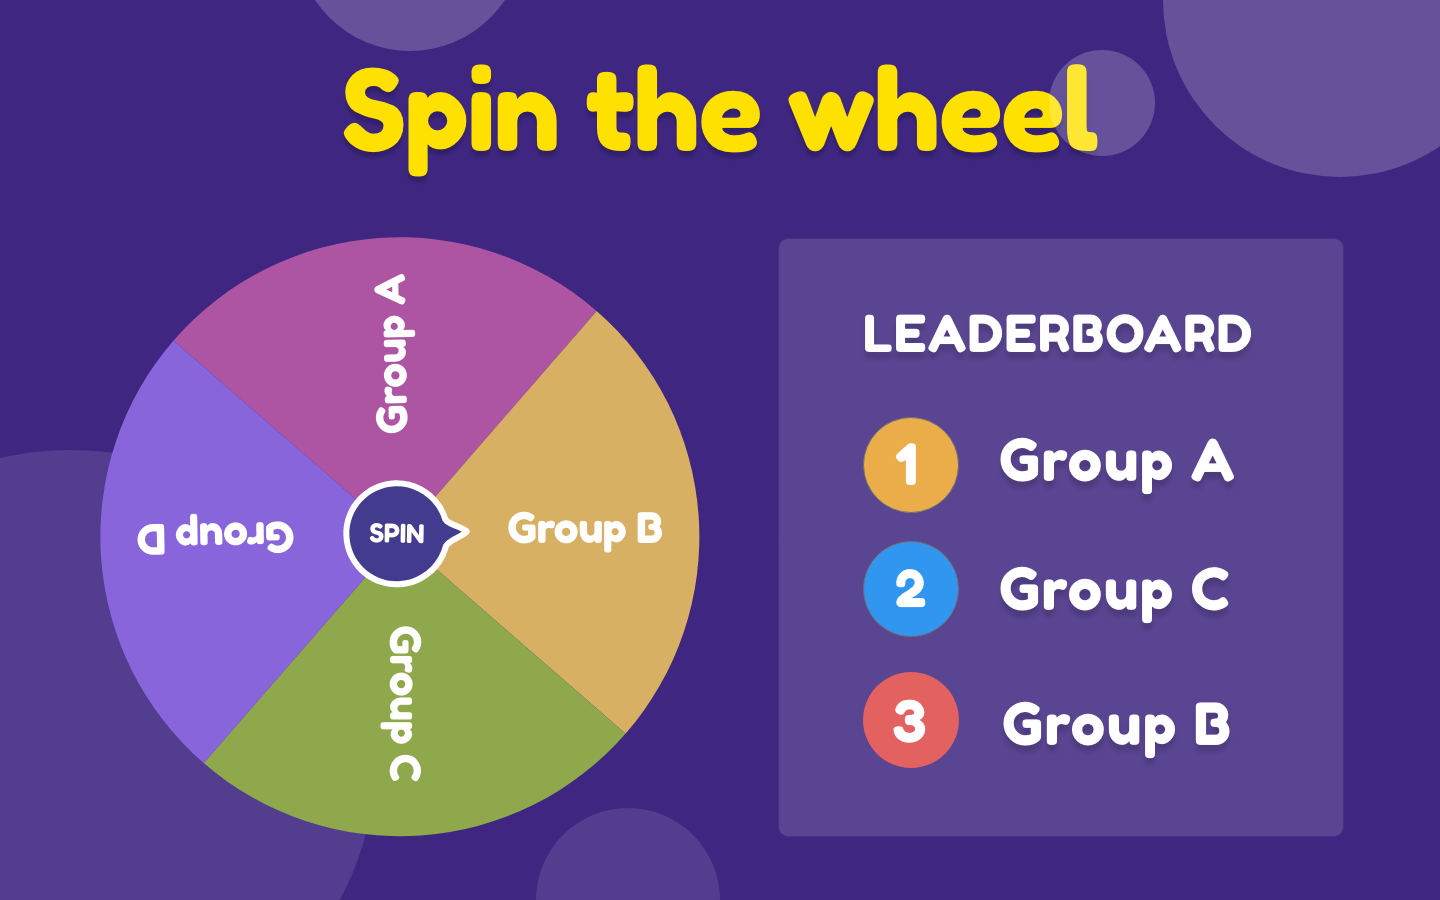 Spin the wheel
Group A
Group B
Group C
Group D
SPIN
LEADERBOARD
1 Group A
2 Group C
3 Group B